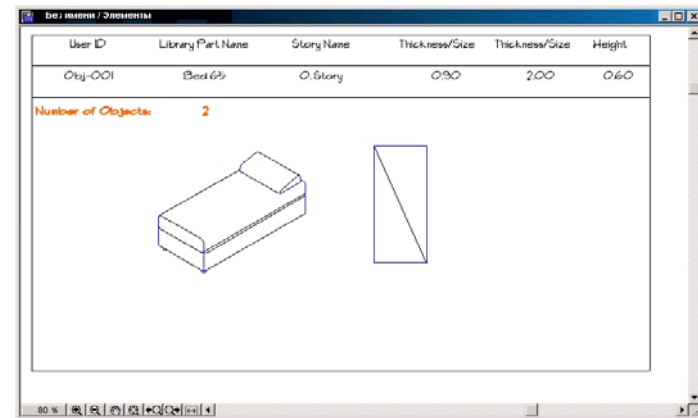 Без имени / Элементы
User ID Library Part Name Story Name Thickness/Size Thickness/Size Height
Obj-001 Bed 65 0. Story 0.90 2.00 0.60
Number of Objects: 2
80 %